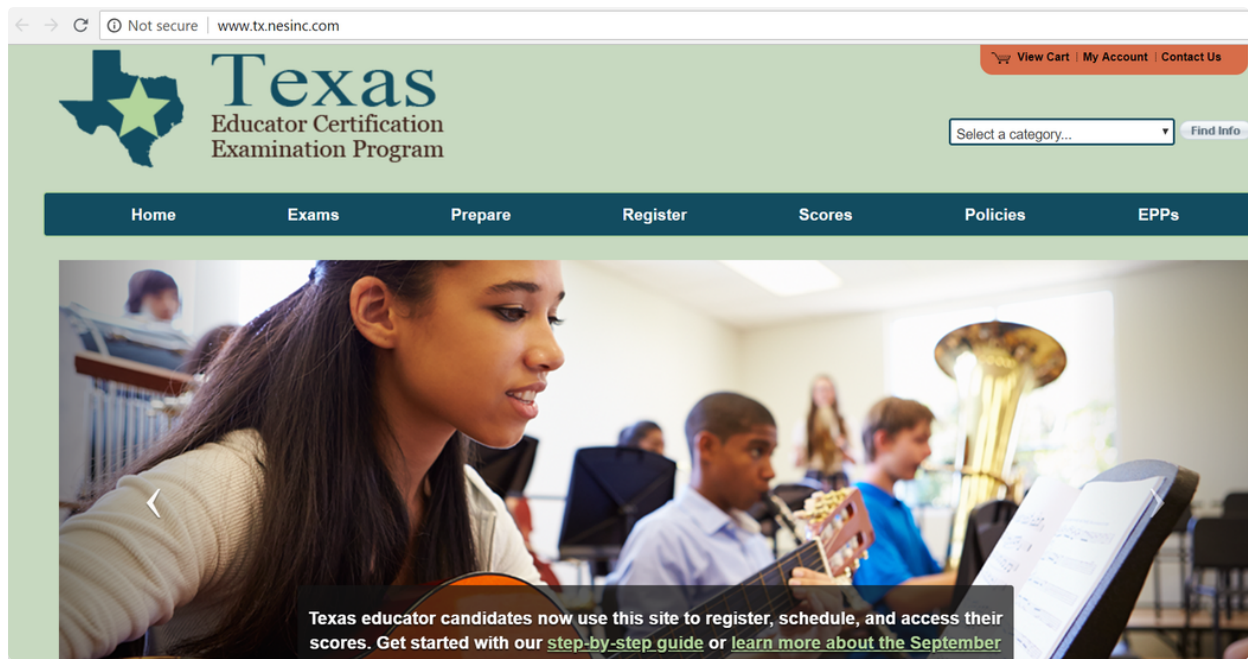 Not secure | www.tx.nesinc.com
View Cart | My Account | Contact Us
Texas
Educator Certification
Examination Program
Select a category...
Find Info
Home Exams Prepare Register Scores Policies EPPs
Texas educator candidates now use this site to register, schedule, and access their
scores. Get started with our step-by-step guide or learn more about the September